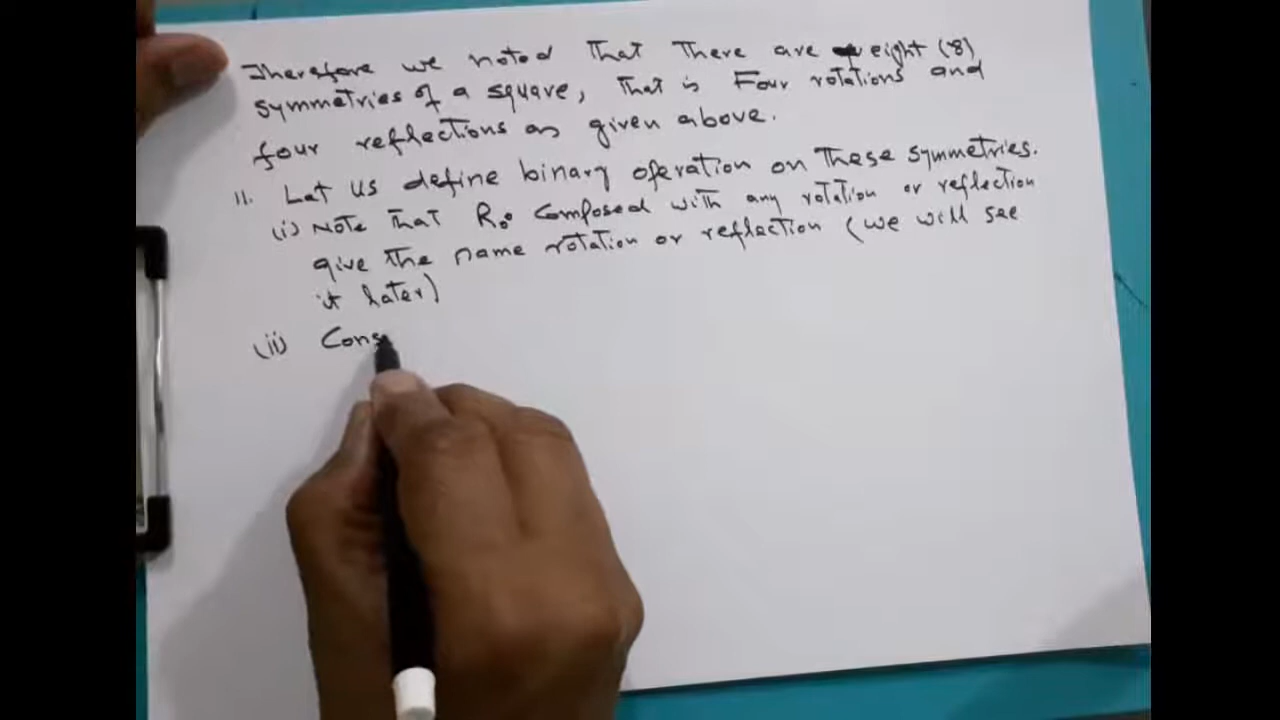 Therefore we noted that there are eight (8)
symmetries of a square, that is Four rotations and
four reflections as given above.
11. Let us define binary operation on these symmetries.
(i) Note that R0° composed with any rotation or reflection
give the name rotation or reflection (we will see
it later)
(ii) Cons